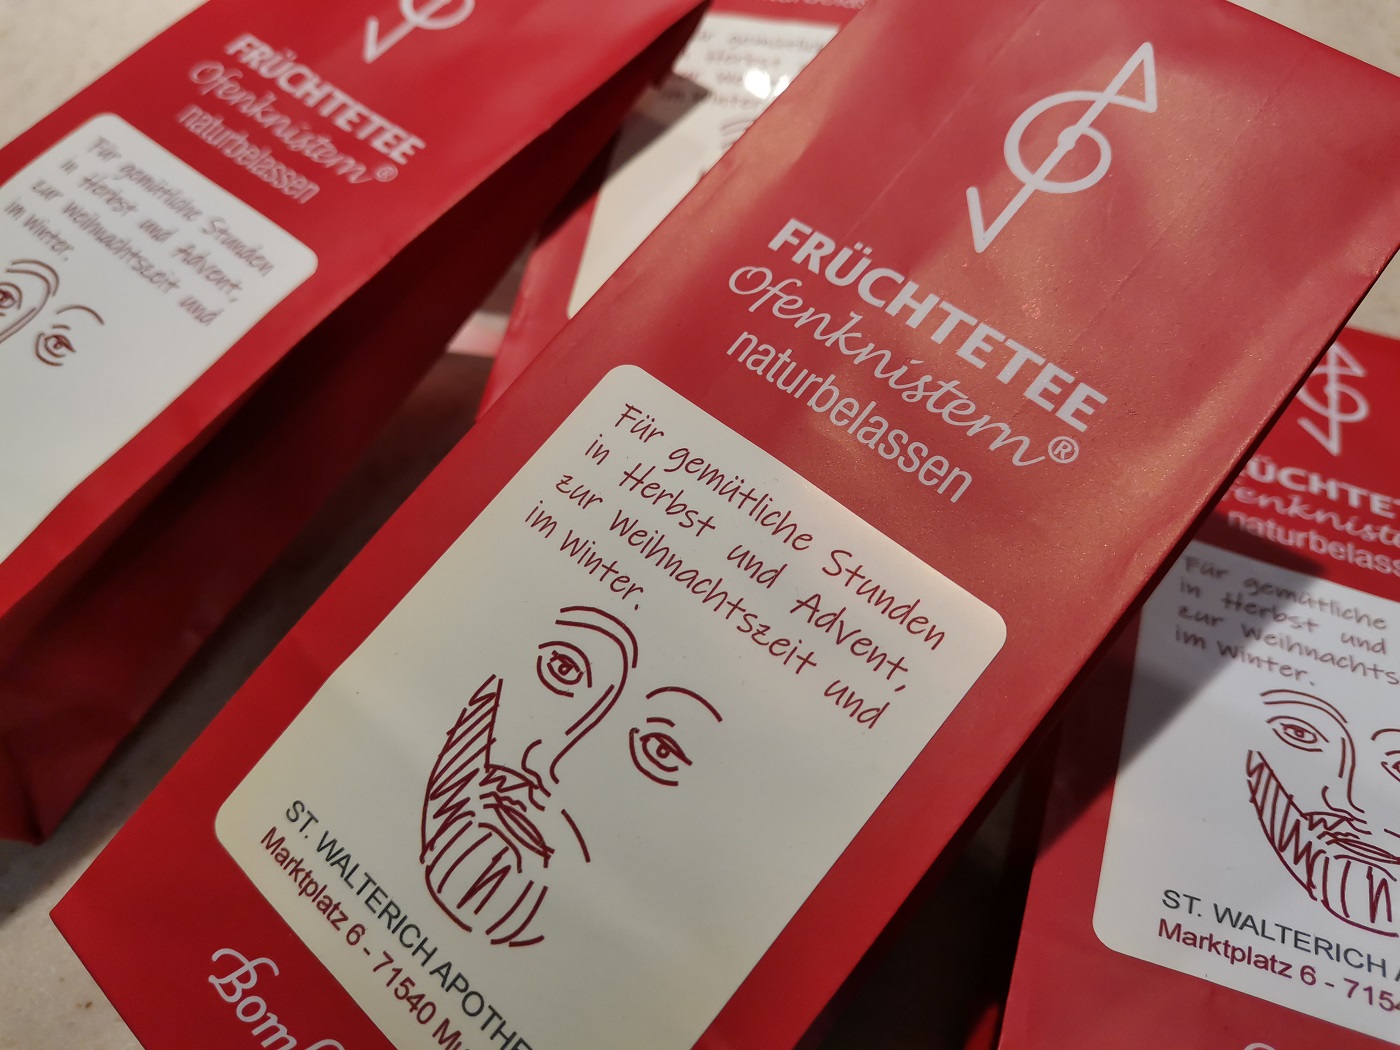 FRÜCHTETEE
Ofenknistern®
naturbelassen
Für gemütliche Stunden
in Herbst und Advent,
zur Weihnachtszeit und
im Winter.
FRÜCHTETEE
Ofenknistern®
naturbelassen
Für gemütliche Stunden
in Herbst und Advent,
zur Weihnachtszeit und
im Winter.
ST. WALTERICH APOTHE
Marktplatz 6 - 71540 Mu
Für gemütliche
in Herbst und
zur Weihnachts
im Winter.
ST. WALTERICH
Marktplatz 6 - 715